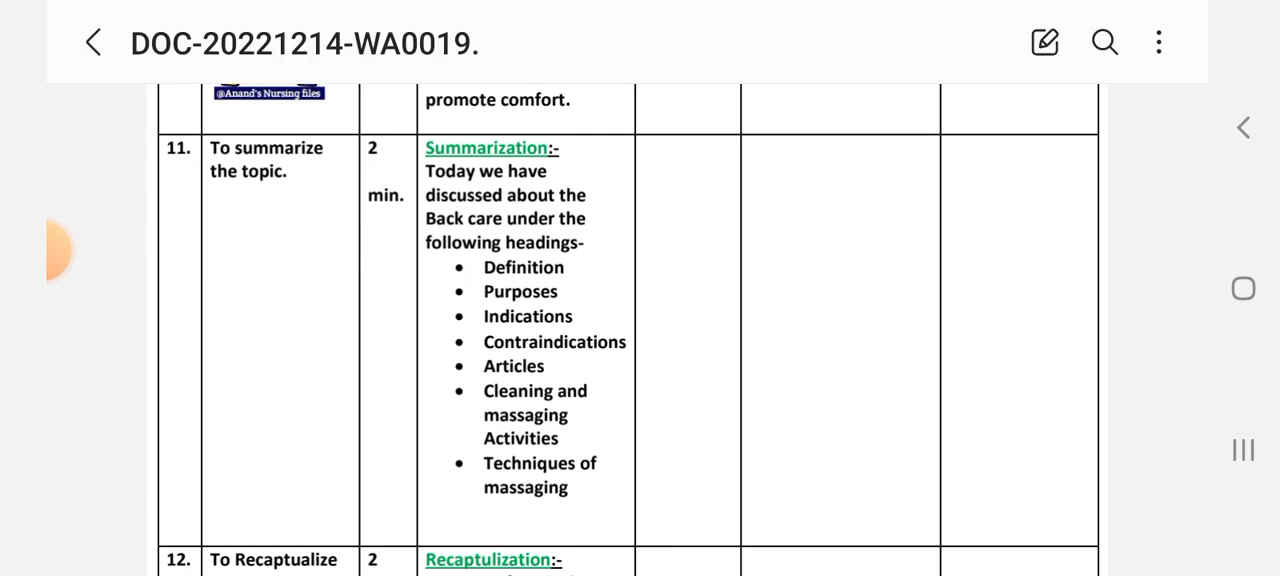 DOC-20221214-WA0019.
@Anand's Nursing files
promote comfort.
11.
To summarize
the topic.
2
min.
Summarization:-
Today we have
discussed about the
Back care under the
following headings-
• Definition
• Purposes
• Indications
• Contraindications
• Articles
• Cleaning and
massaging
Activities
• Techniques of
massaging
12.
To Recaptualize
2
Recaptulization:-